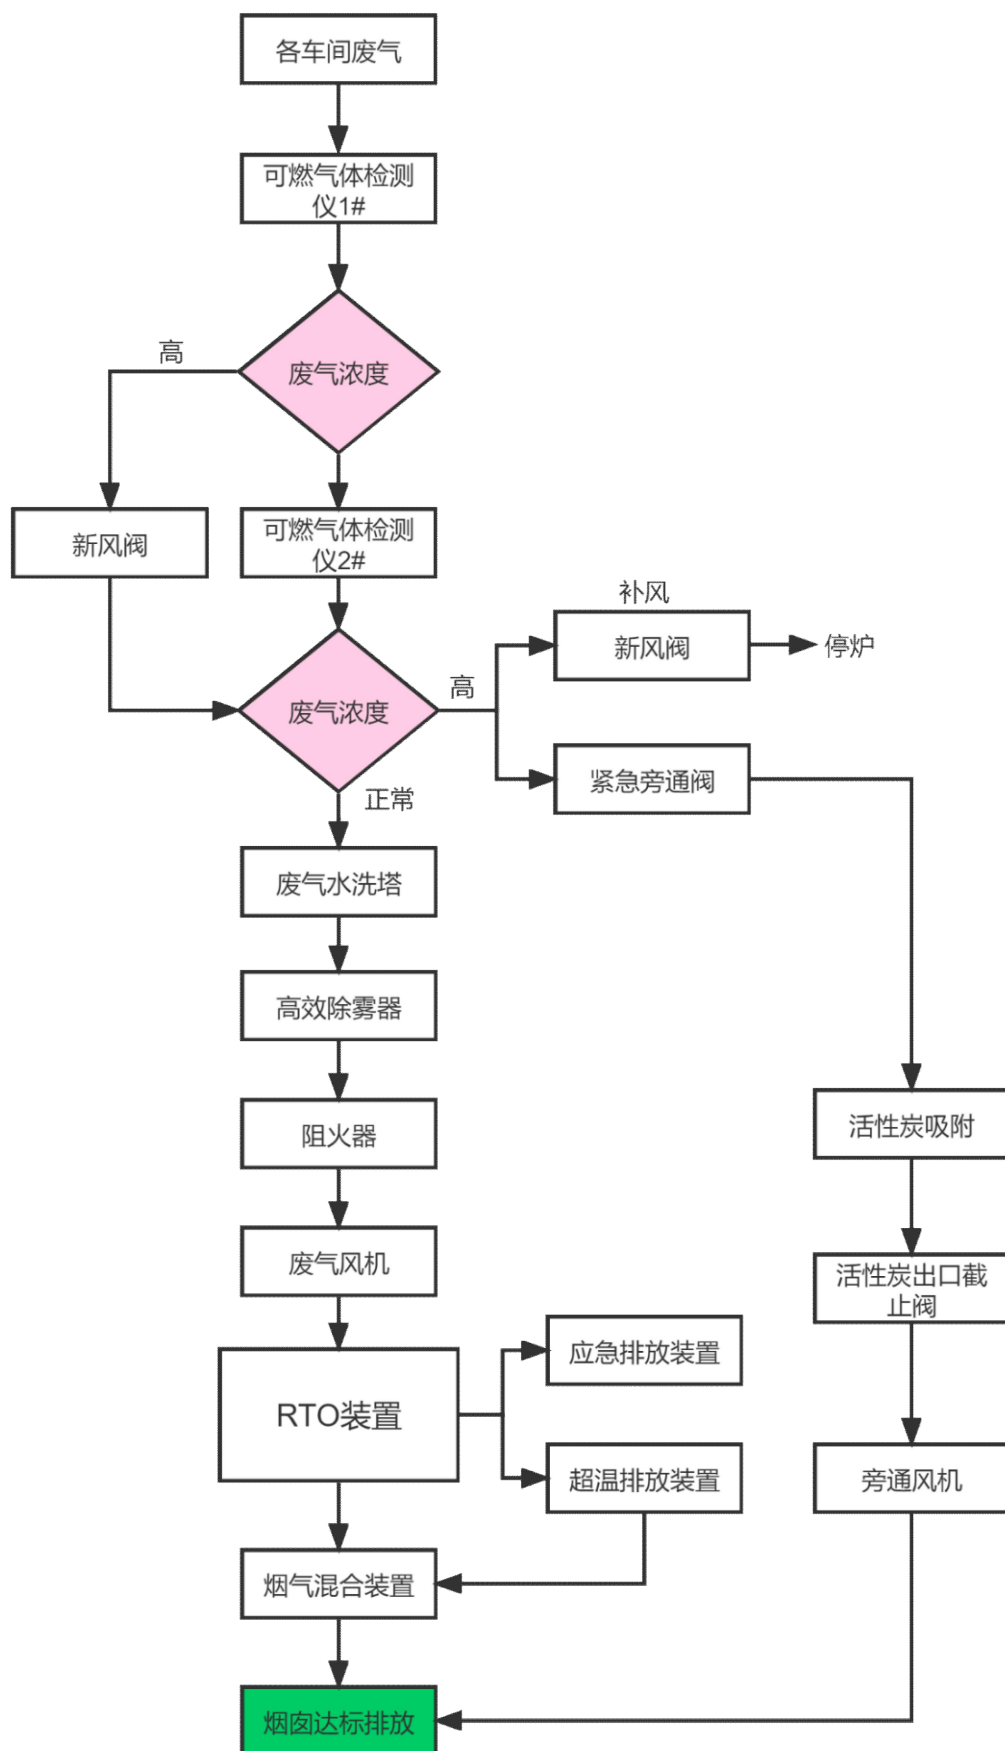 各车间废气
可燃气体检测
仪1#
废气浓度
高
新风阀
可燃气体检测
仪2#
废气浓度
高
补风
新风阀
停炉
紧急旁通阀
正常
废气水洗塔
高效除雾器
阻火器
废气风机
RTO装置
应急排放装置
超温排放装置
烟气混合装置
烟囱达标排放
活性炭吸附
活性炭出口截
止阀
旁通风机